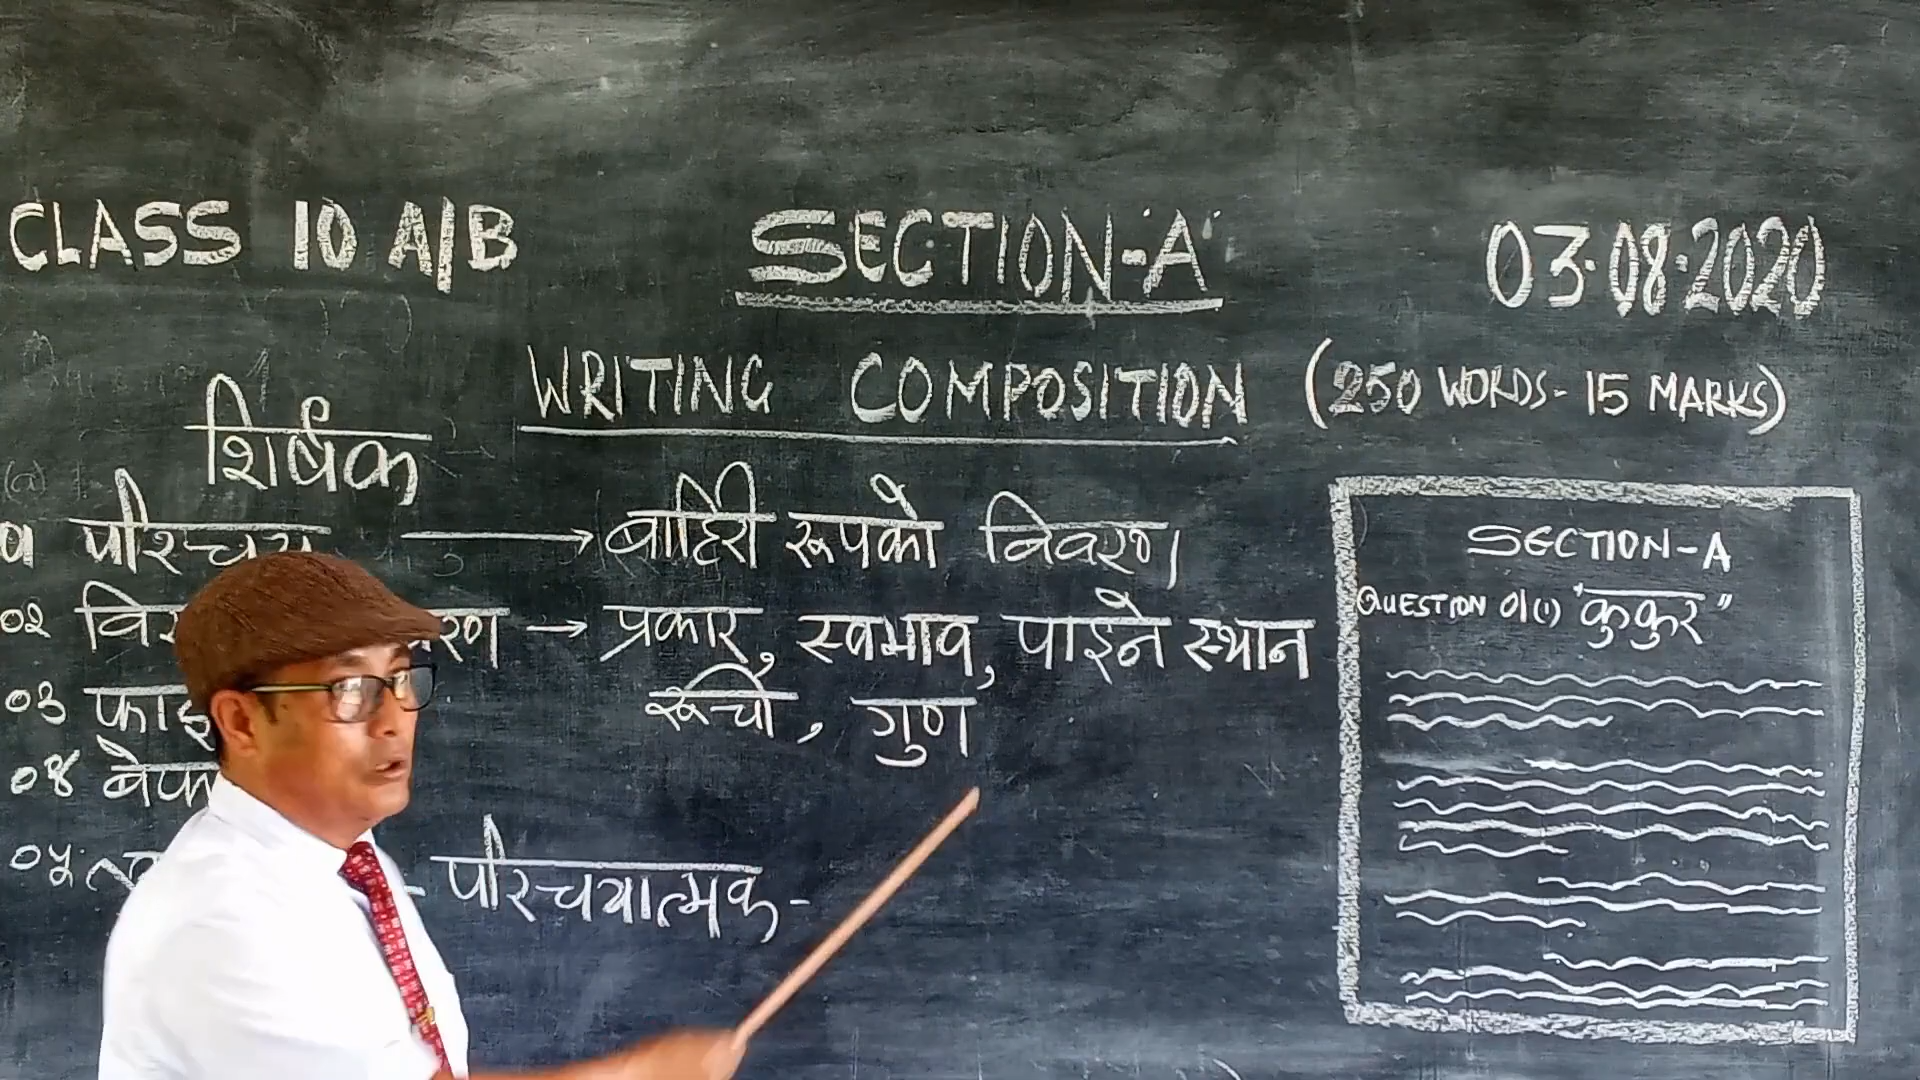 CLASS 10 A/B
SECTION-A
03.08.2020
WRITING COMPOSITION (250 WORDS - 15 MARKS)
शिर्षक
०१ परिचय → बाहिरी रूपको बिवरण।
०२ → प्रकार, स्वभाव, पाइने स्थान
रूची, गुण
०३
०४
०५ - परिचयात्मक -
SECTION-A
QUESTION 01(1) "कुकुर"